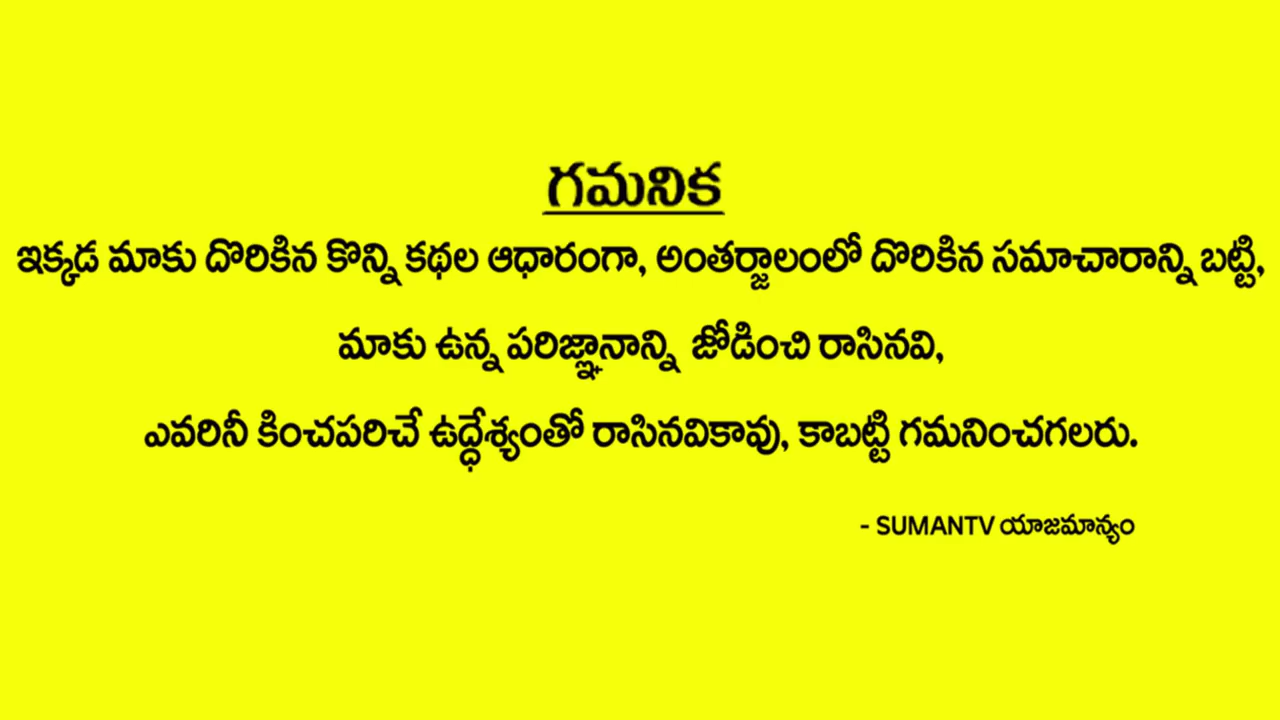 గమనిక
ఇక్కడ మాకు దొరికిన కొన్ని కథల ఆధారంగా, అంతర్జాలంలో దొరికిన సమాచారాన్ని బట్టి,
మాకు ఉన్న పరిజ్ఞానాన్ని జోడించి రాసినవి,
ఎవరినీ కించపరిచే ఉద్ధేశ్యంతో రాసినవికావు, కాబట్టి గమనించగలరు.
- SUMANTV యాజమాన్యం